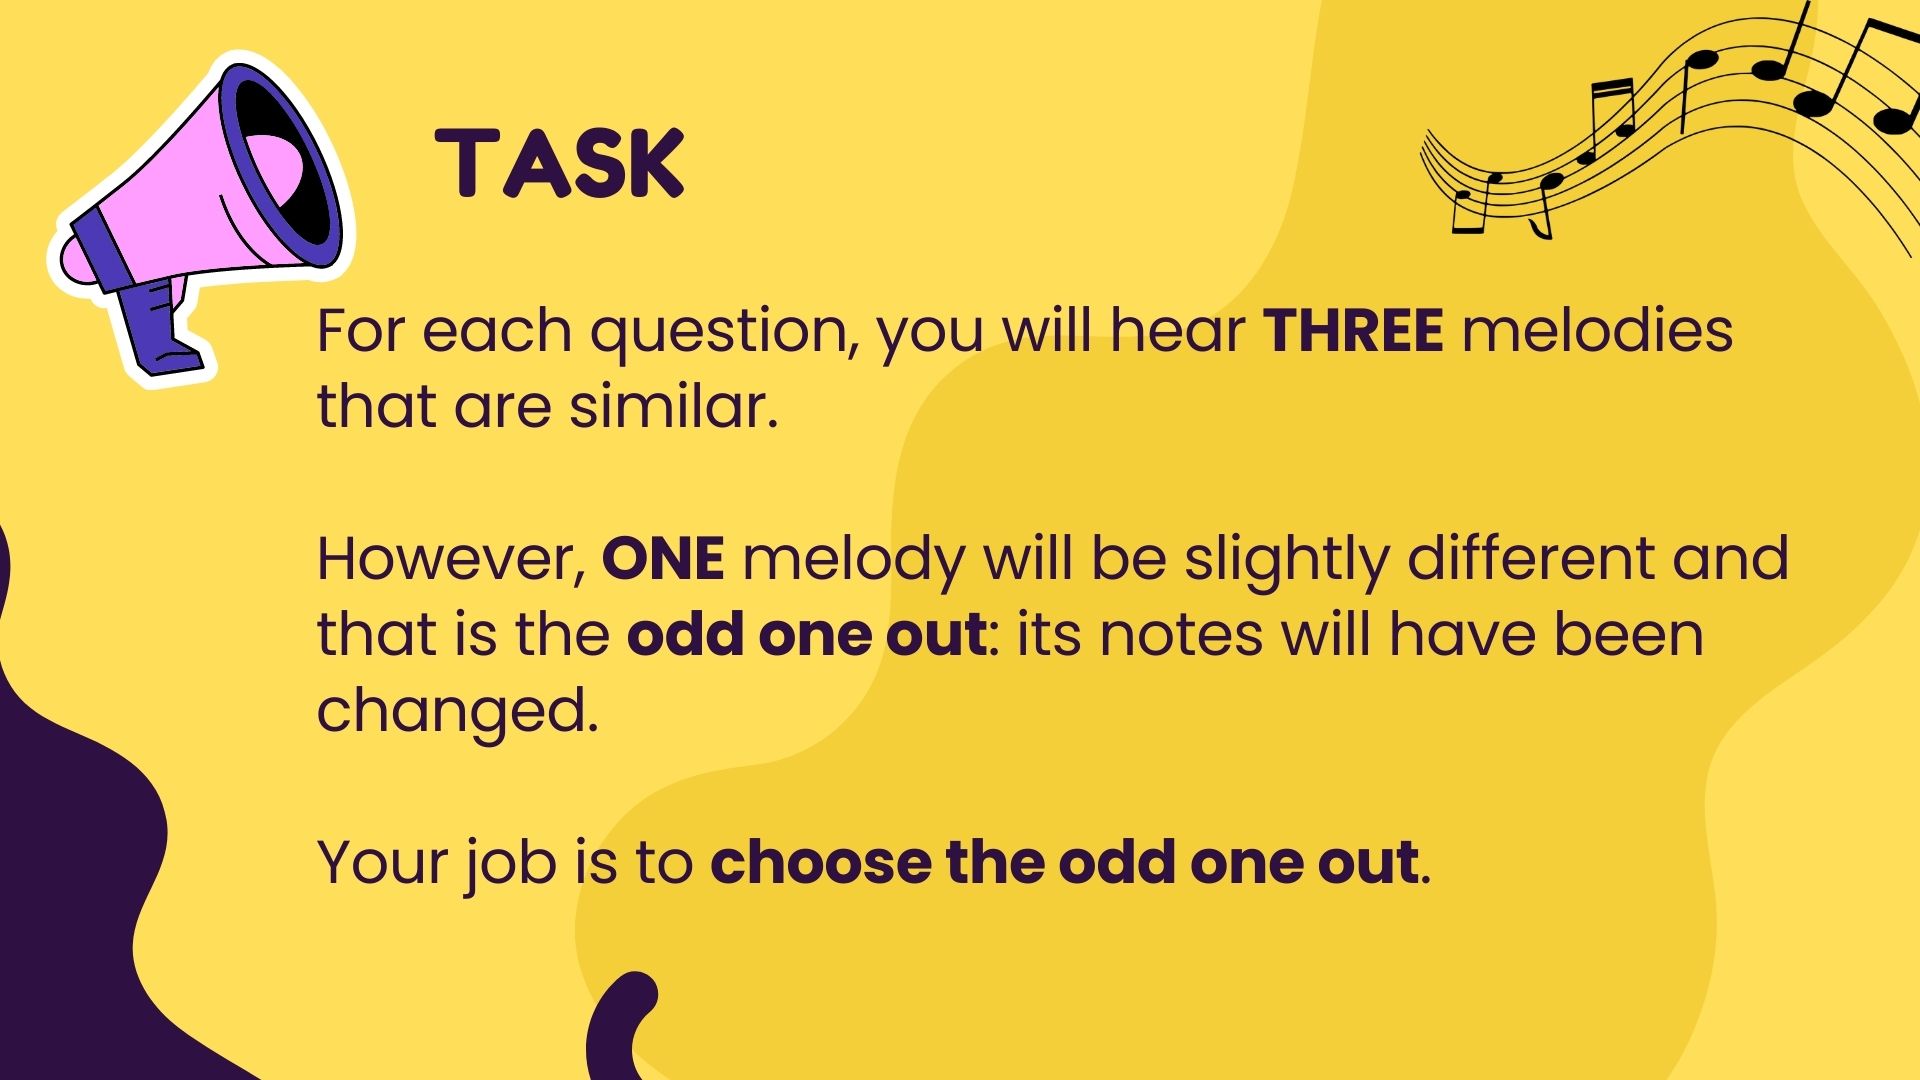 TASK
For each question, you will hear THREE melodies
that are similar.
However, ONE melody will be slightly different and
that is the odd one out: its notes will have been
changed.
Your job is to choose the odd one out.